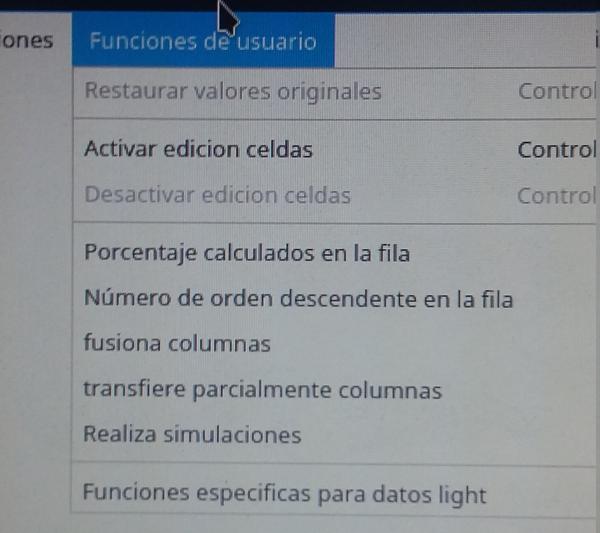 iones Funciones de usuario
Restaurar valores originales Control
Activar edicion celdas Control
Desactivar edicion celdas Control
Porcentaje calculados en la fila
Número de orden descendente en la fila
fusiona columnas
transfiere parcialmente columnas
Realiza simulaciones
Funciones especificas para datos light